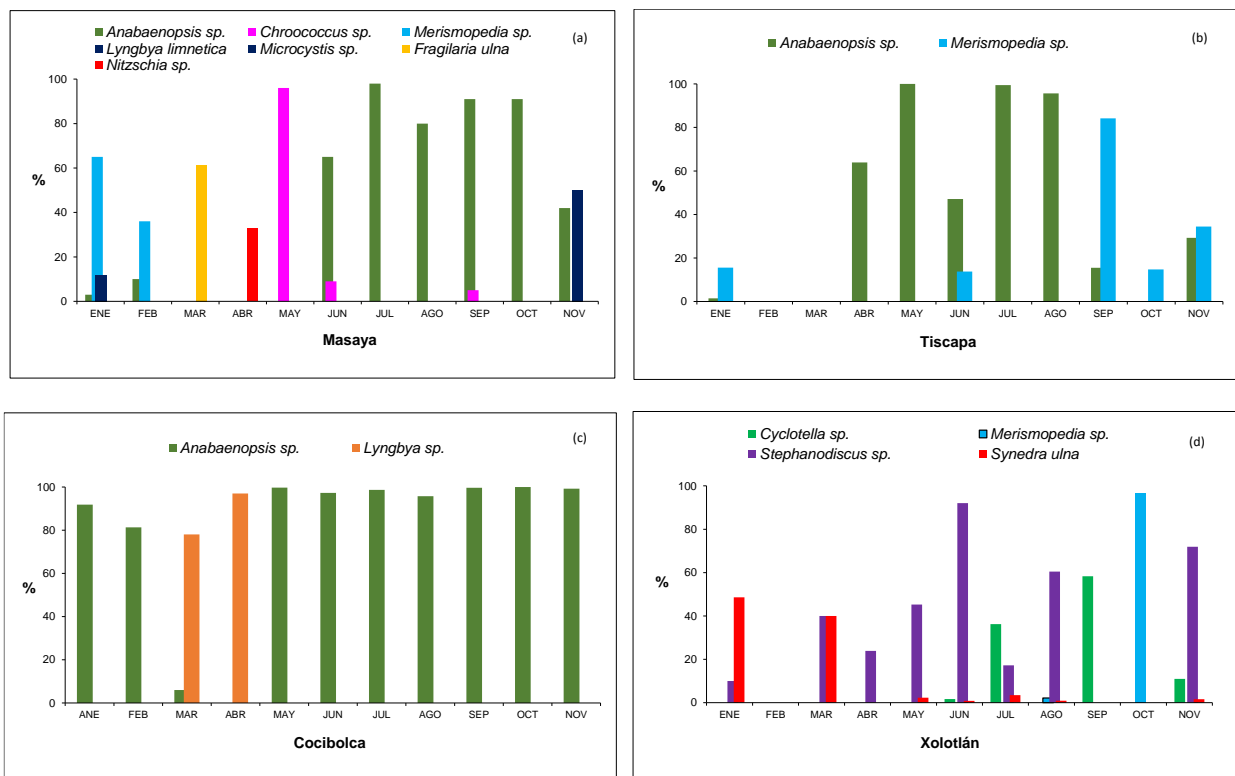 Anabaenopsis sp. Chroococcus sp. Merismopedia sp. (a)
Lyngbya limnetica Microcystis sp. Fragilaria ulna
Nitzschia sp.
100
80
60
%
40
20
0
ENE FEB MAR ABR MAY JUN JUL AGO SEP OCT NOV
Masaya
(b)
Anabaenopsis sp. Merismopedia sp.
100
80
60
%
40
20
0
ENE FEB MAR ABR MAY JUN JUL AGO SEP OCT NOV
Tiscapa
(c)
Anabaenopsis sp. Lyngbya sp.
100
80
60
%
40
20
0
ANE FEB MAR ABR MAY JUN JUL AGO SEP OCT NOV
Cocibolca
Cyclotella sp. Merismopedia sp. (d)
Stephanodiscus sp. Synedra ulna
100
80
60
%
40
20
0
ENE FEB MAR ABR MAY JUN JUL AGO SEP OCT NOV
Xolotlán